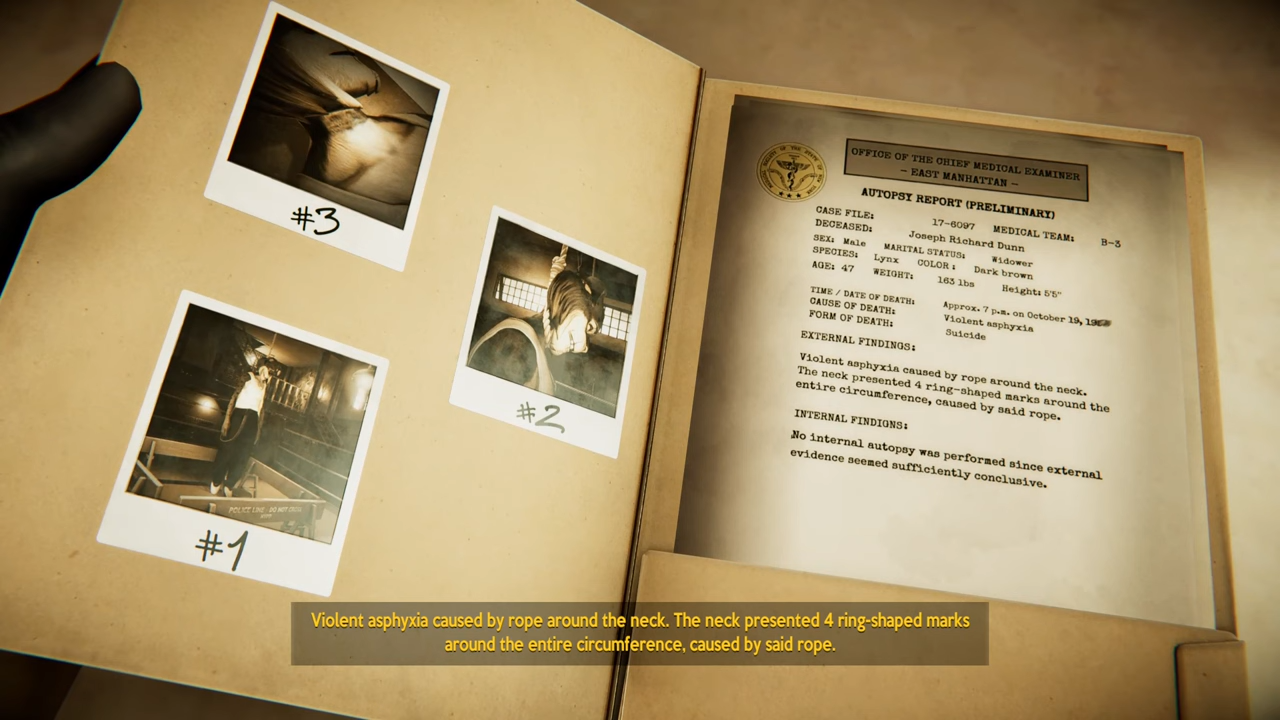 #3
#2
#1
POLICE LINE DO NOT CROSS
OFFICE OF THE CHIEF MEDICAL EXAMINER
- EAST MANHATTAN -
AUTOPSY REPORT (PRELIMINARY)
CASE FILE: 17-6097 MEDICAL TEAM: B-3
DECEASED: Joseph Richard Dunn
SEX: Male MARITAL STATUS: Widower
SPECIES: Lynx COLOR: Dark brown
AGE: 47 WEIGHT: 163 lbs Height: 5'5"
TIME / DATE OF DEATH: Approx. 7 p.m. on October 19,
CAUSE OF DEATH: Violent asphyxia
FORM OF DEATH: Suicide
EXTERNAL FINDINGS:
Violent asphyxia caused by rope around the neck.
The neck presented 4 ring-shaped marks around the
entire circumference, caused by said rope.
INTERNAL FINDIONGS:
No internal autopsy was performed since external
evidence seemed sufficiently conclusive.
Violent asphyxia caused by rope around the neck. The neck presented 4 ring-shaped marks
around the entire circumference, caused by said rope.